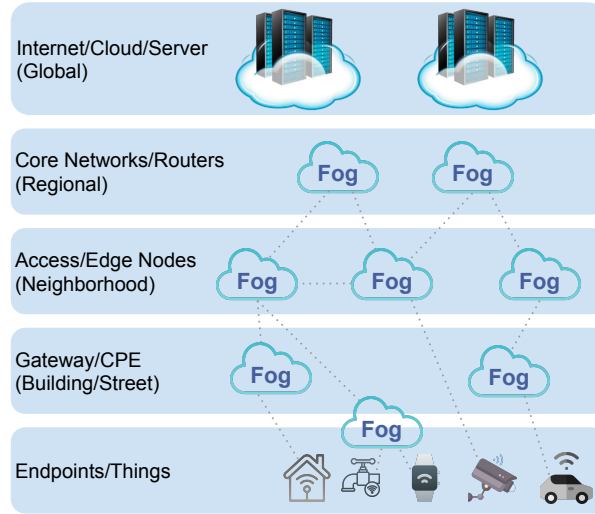 Internet/Cloud/Server
(Global)
Fog
Fog
Core Networks/Routers
(Regional)
Fog
Fog
Fog
Access/Edge Nodes
(Neighborhood)
Fog
Fog
Gateway/CPE
(Building/Street)
Fog
Endpoints/Things